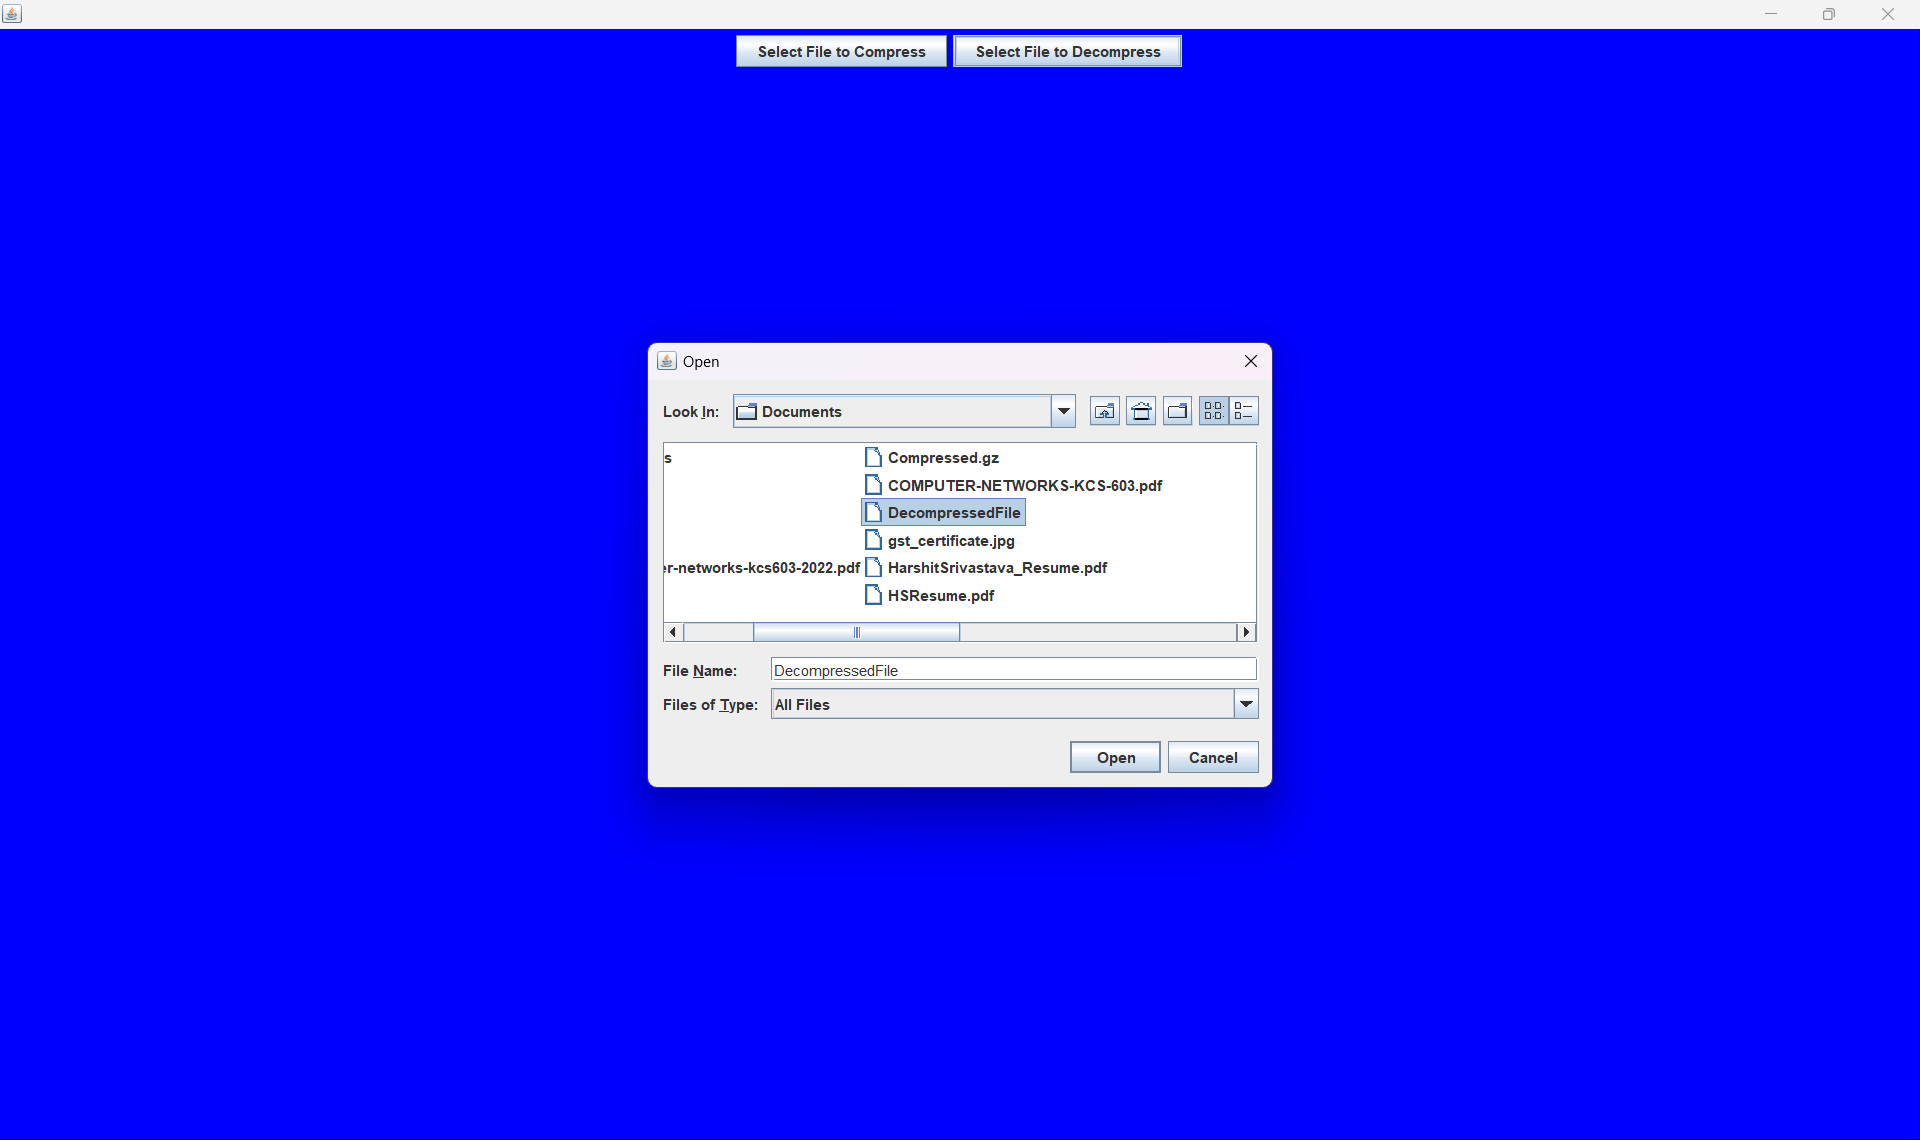 Select File to Compress
Select File to Decompress
Open
Look In:
Documents
s
Compressed.gz
COMPUTER-NETWORKS-KCS-603.pdf
DecompressedFile
gst_certificate.jpg
r-networks-kcs603-2022.pdf
HarshitSrivastava_Resume.pdf
HSResume.pdf
File Name:
DecompressedFile
Files of Type:
All Files
Open
Cancel